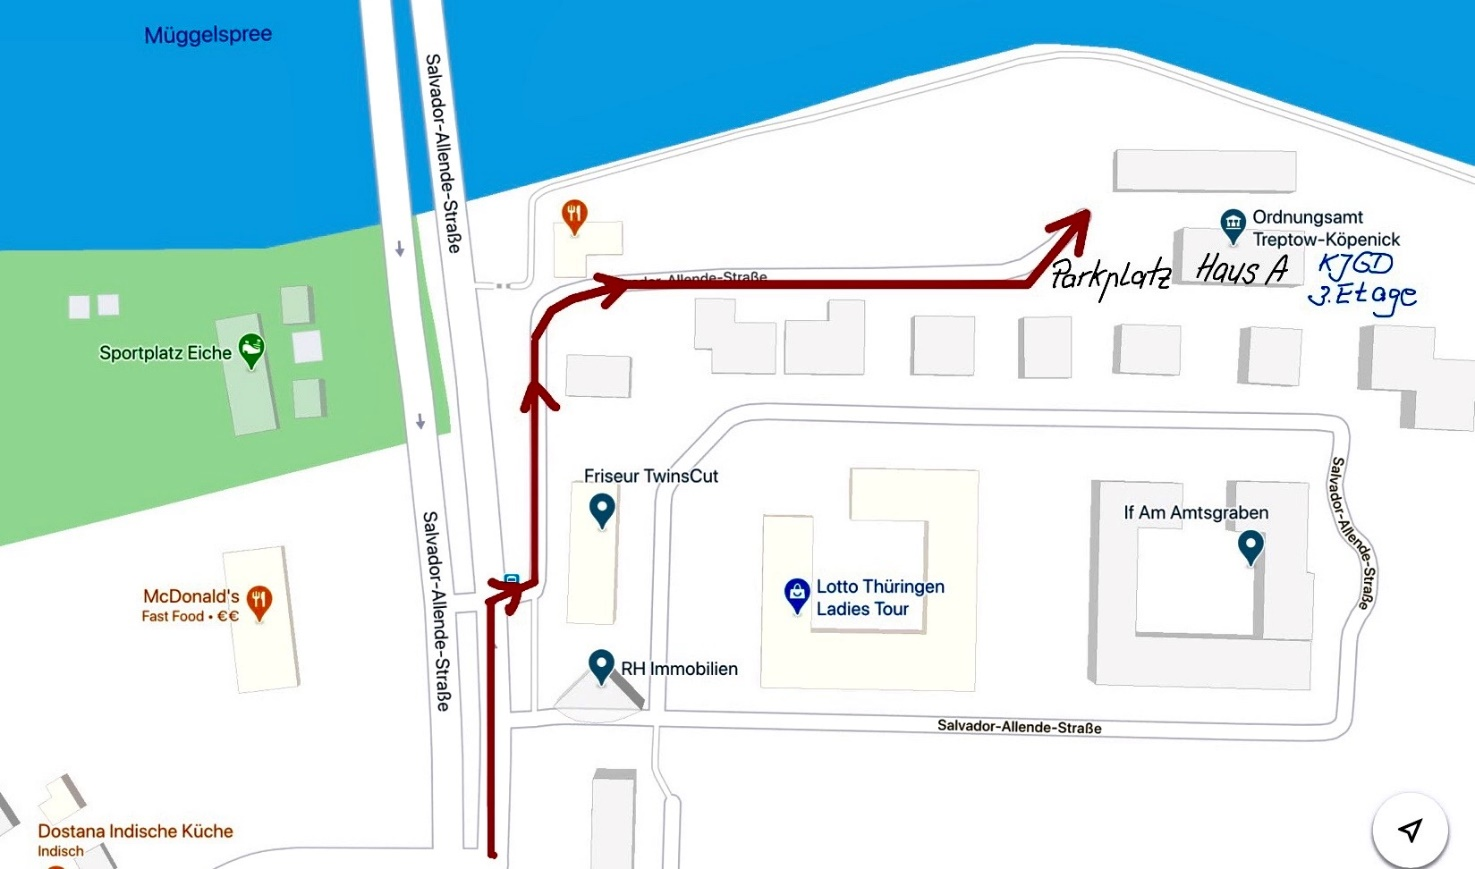 Müggelspree
Salvador-Allende-Straße
Ordnungsamt
Treptow-Köpenick
Parkplatz
Haus A
KJGD
3. Etage
dor-Allende-Straße
Sportplatz Eiche
Friseur TwinsCut
Salvador-Allende-Straße
If Am Amtsgraben
Salvador-Allende-Straße
McDonald's
Fast Food • €€
Lotto Thüringen
Ladies Tour
RH Immobilien
Salvador-Allende-Straße
Dostana Indische Küche
Indisch